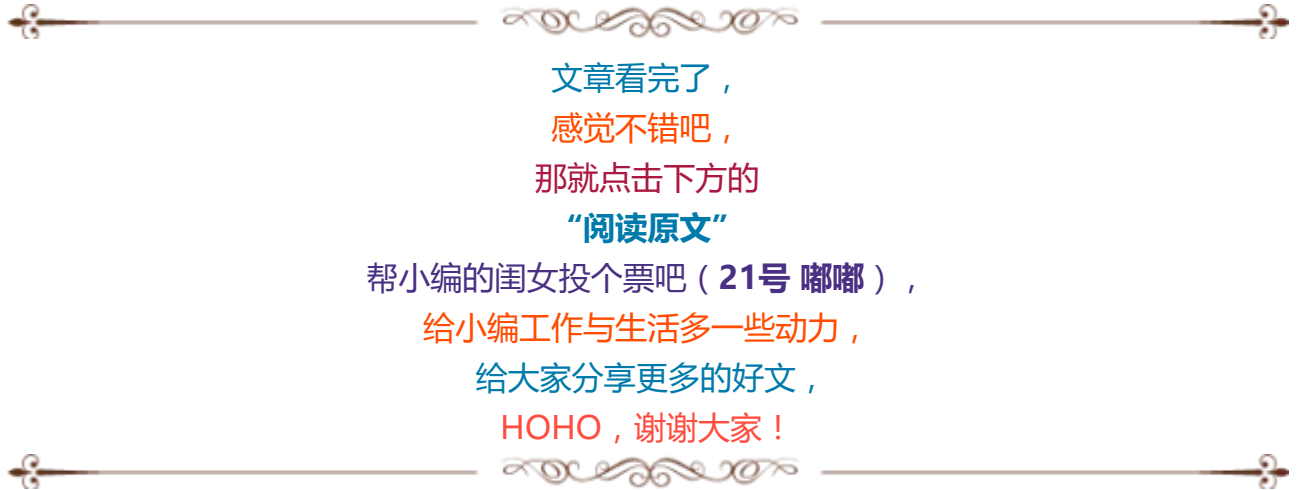 文章看完了，
感觉不错吧，
那就点击下方的
“阅读原文”
帮小编的闺女投个票吧（21号 嘟嘟），
给小编工作与生活多一些动力，
给大家分享更多的好文，
HOHO，谢谢大家！